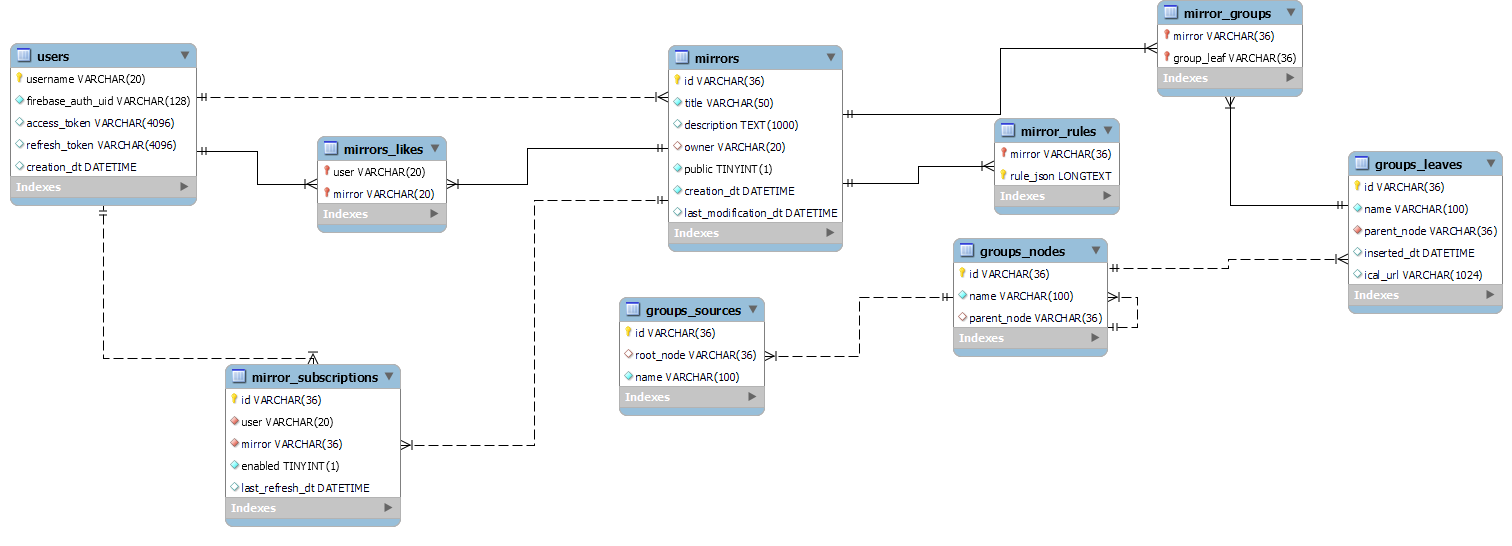 users
username VARCHAR(20)
firebase_auth_uid VARCHAR(128)
access_token VARCHAR(4096)
refresh_token VARCHAR(4096)
creation_dt DATETIME
Indexes
mirrors_likes
user VARCHAR(20)
mirror VARCHAR(20)
Indexes
mirrors
id VARCHAR(36)
title VARCHAR(50)
description TEXT(1000)
owner VARCHAR(20)
public TINYINT(1)
creation_dt DATETIME
last_modification_dt DATETIME
Indexes
mirror_groups
mirror VARCHAR(36)
group_leaf VARCHAR(36)
Indexes
mirror_rules
mirror VARCHAR(36)
rule_json LONGTEXT
Indexes
groups_leaves
id VARCHAR(36)
name VARCHAR(100)
parent_node VARCHAR(36)
inserted_dt DATETIME
ical_url VARCHAR(1024)
Indexes
groups_nodes
id VARCHAR(36)
name VARCHAR(100)
parent_node VARCHAR(36)
Indexes
groups_sources
id VARCHAR(36)
root_node VARCHAR(36)
name VARCHAR(100)
Indexes
mirror_subscriptions
id VARCHAR(36)
user VARCHAR(20)
mirror VARCHAR(36)
enabled TINYINT(1)
last_refresh_dt DATETIME
Indexes